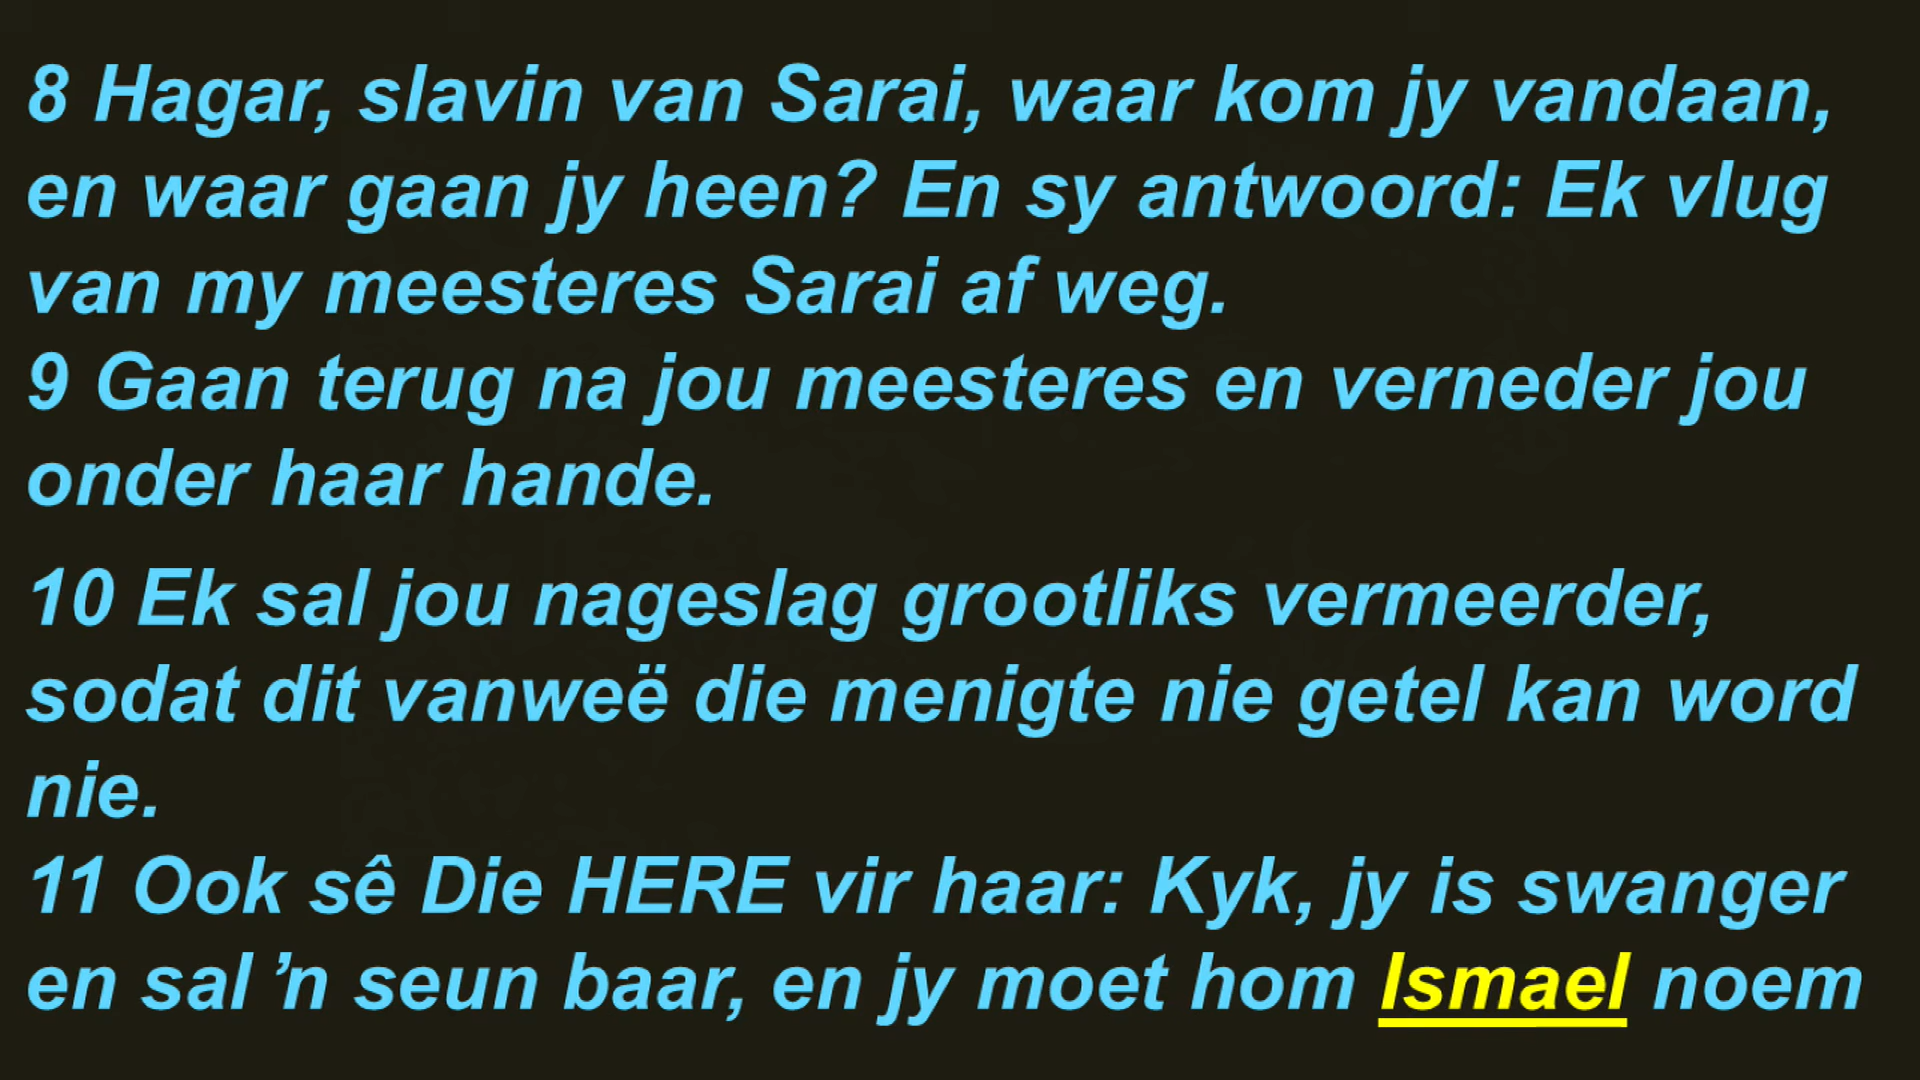 8 Hagar, slavin van Sarai, waar kom jy vandaan,
en waar gaan jy heen? En sy antwoord: Ek vlug
van my meesteres Sarai af weg.
9 Gaan terug na jou meesteres en verneder jou
onder haar hande.
10 Ek sal jou nageslag grootliks vermeerder,
sodat dit vanweë die menigte nie getel kan word
nie.
11 Ook sê Die HERE vir haar: Kyk, jy is swanger
en sal ’n seun baar, en jy moet hom Ismael noem